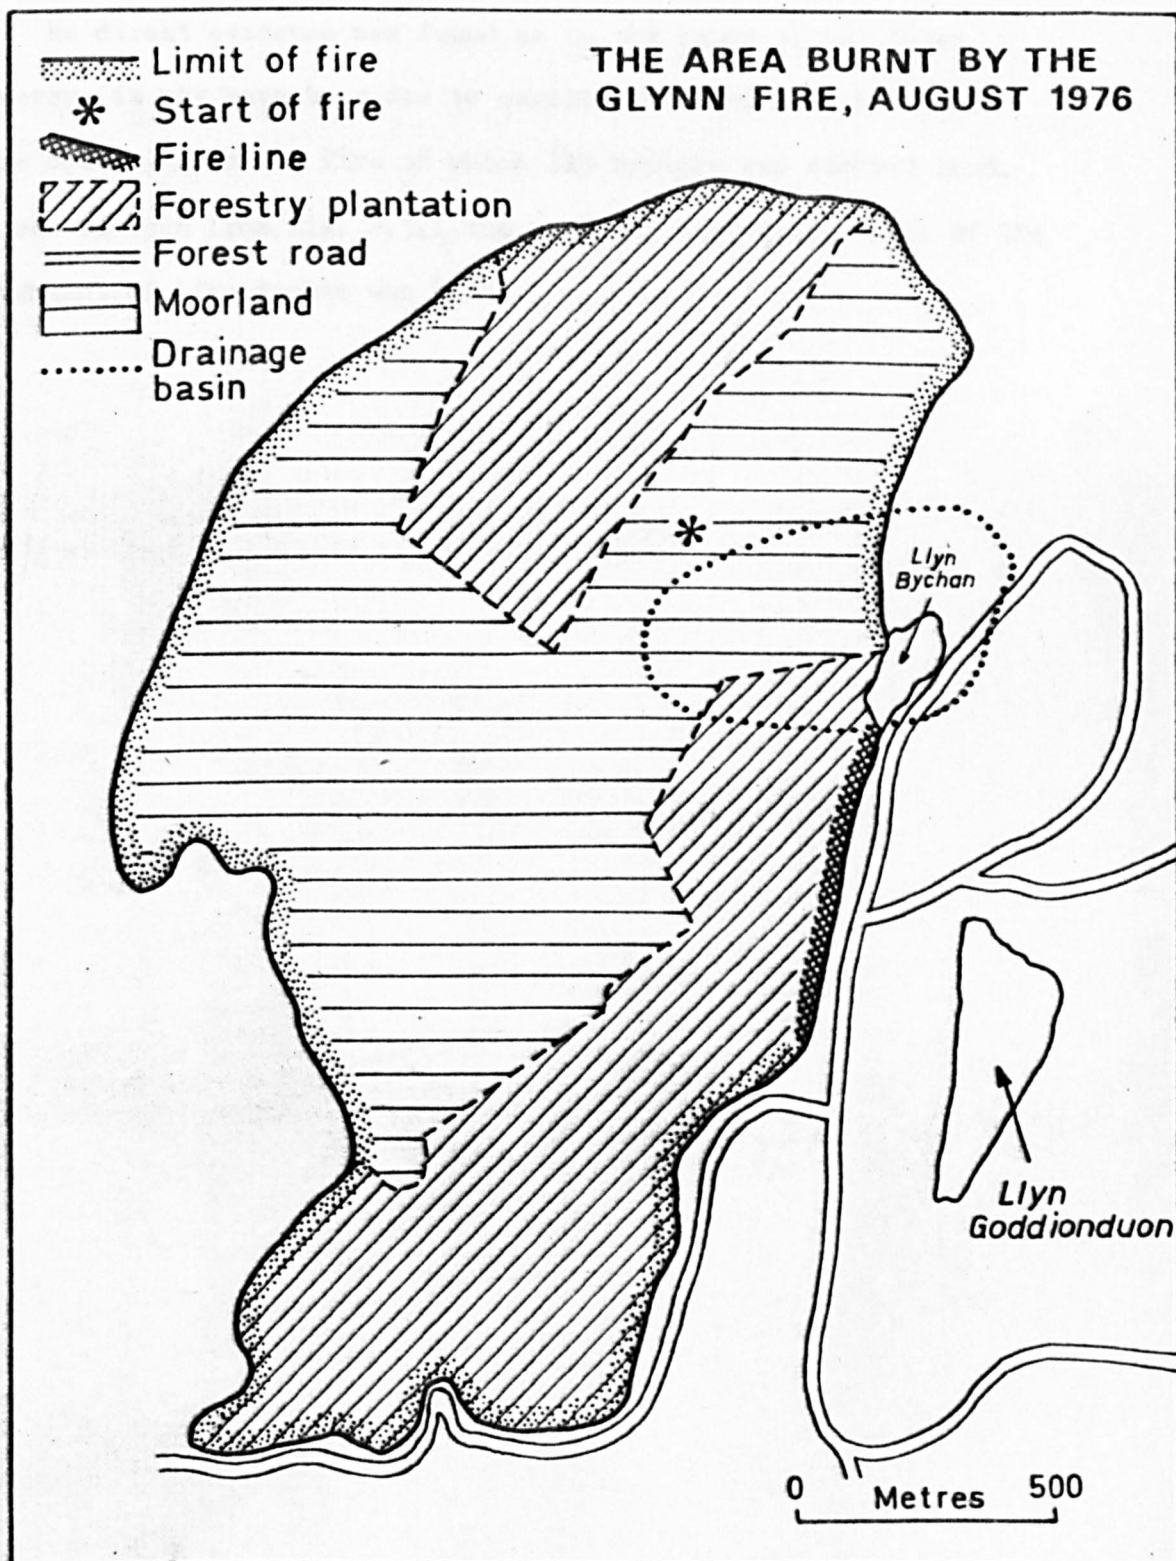 THE AREA BURNT BY THE
GLYNN FIRE, AUGUST 1976
Limit of fire
Start of fire
Fire line
Forestry plantation
Forest road
Moorland
Drainage
basin
Llyn
Bychan
Llyn
Goddionduon
0 Metres 500